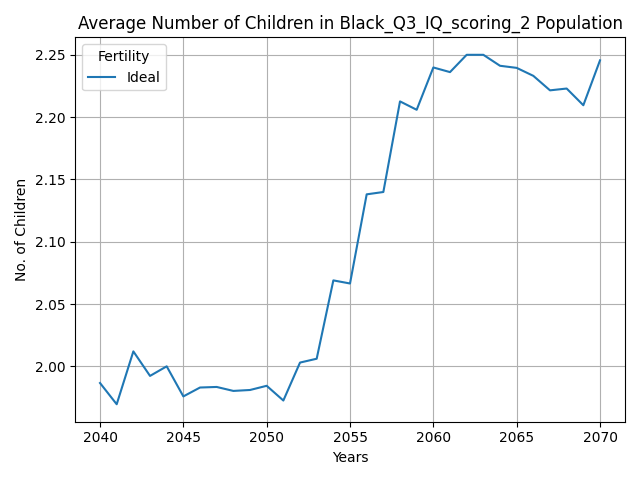 Average Number of Children in Black_Q3_IQ_scoring_2 Population
Fertility
Ideal
No. of Children
2.25
2.20
2.15
2.10
2.05
2.00
2040 2045 2050 2055 2060 2065 2070
Years